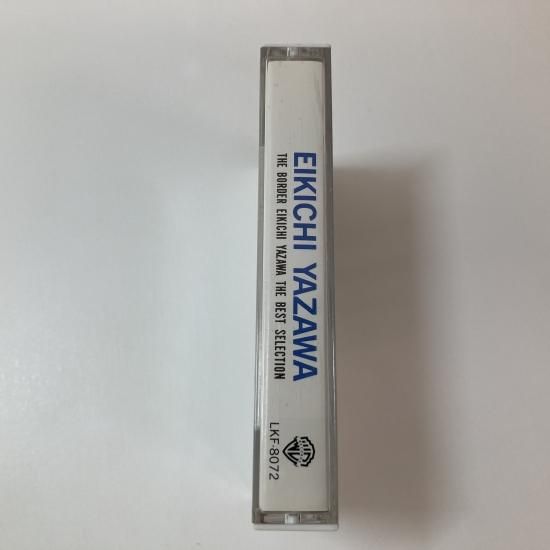 EIKICHI YAZAWA
THE BORDER EIKICHI YAZAWA THE BEST SELECTION
LKF-8072